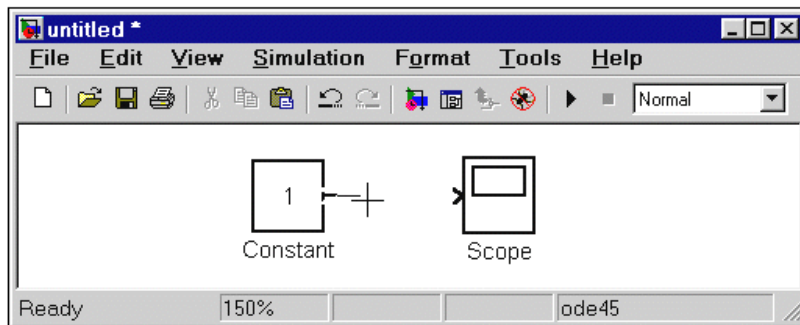 untitled *
File Edit View Simulation Format Tools Help
Normal
1
Constant Scope
Ready 150% ode45